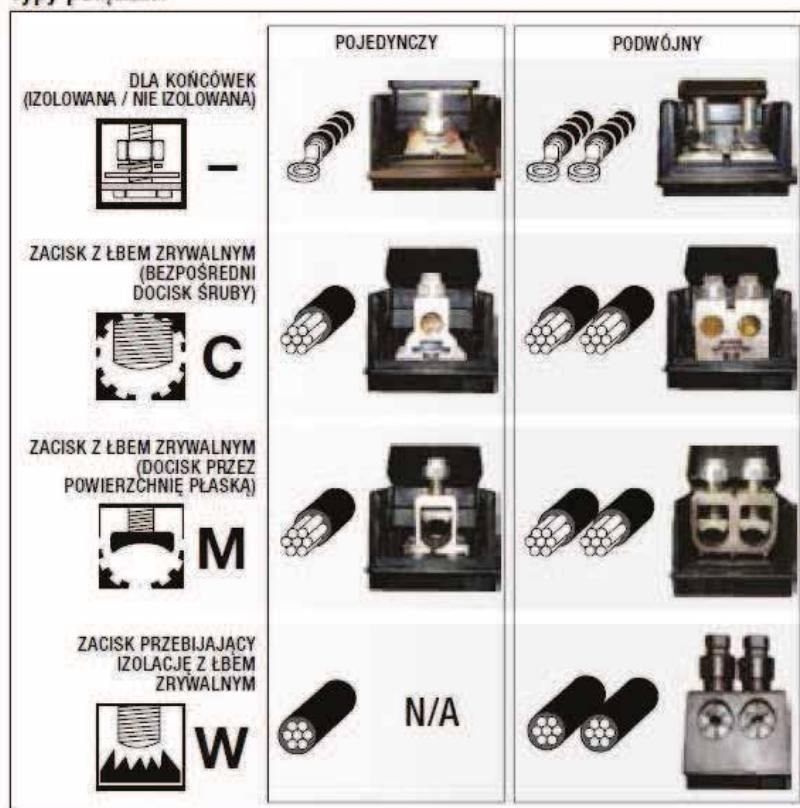 POJEDYNCZY
PODWÓJNY
DLA KOŃCÓWEK
(IZOLOWANA / NIE IZOLOWANA)
–
ZACISK Z ŁBEM ZRYWALNYM
(BEZPOŚREDNI
DOCISK ŚRUBY)
C
ZACISK Z ŁBEM ZRYWALNYM
(DOCISK PRZEZ
POWIERZCHNIĘ PŁASKĄ)
M
ZACISK PRZEBIJAJĄCY
IZOLACJĘ Z ŁBEM
ZRYWALNYM
W
N/A